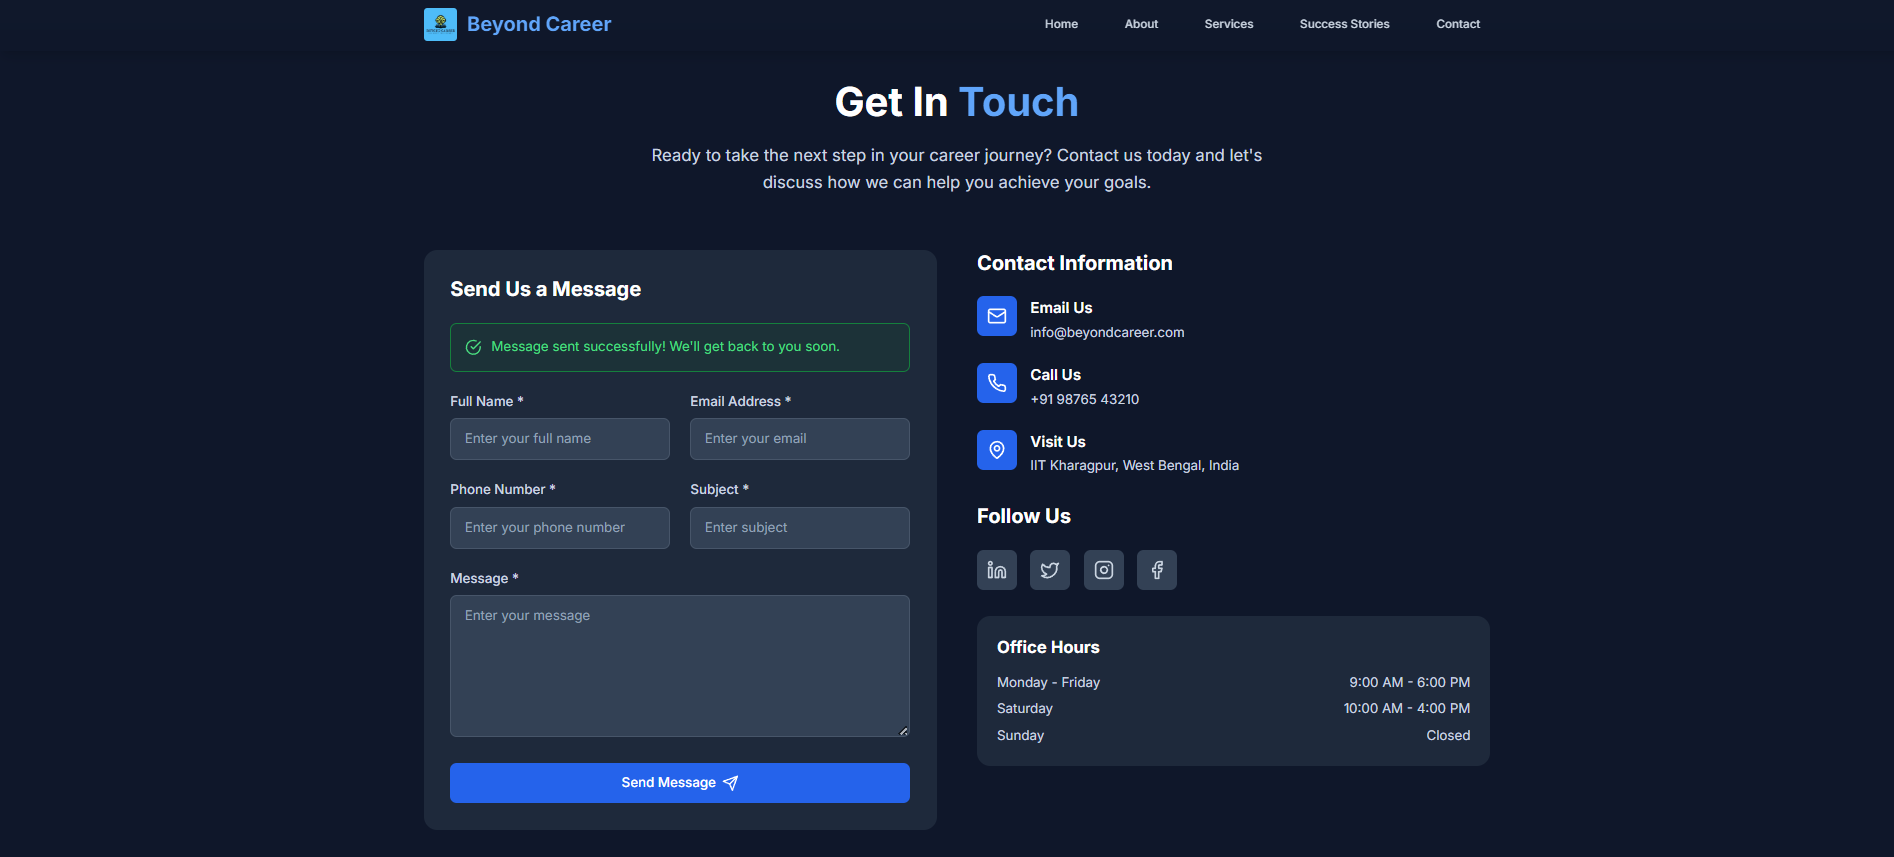 Beyond Career
Home
About
Services
Success Stories
Contact
Get In Touch
Ready to take the next step in your career journey? Contact us today and let's
discuss how we can help you achieve your goals.
Send Us a Message
Message sent successfully! We'll get back to you soon.
Full Name *
Enter your full name
Email Address *
Enter your email
Phone Number *
Enter your phone number
Subject *
Enter subject
Message *
Enter your message
Send Message
Contact Information
Email Us
info@beyondcareer.com
Call Us
+91 98765 43210
Visit Us
IIT Kharagpur, West Bengal, India
Follow Us
Office Hours
Monday - Friday
9:00 AM - 6:00 PM
Saturday
10:00 AM - 4:00 PM
Sunday
Closed